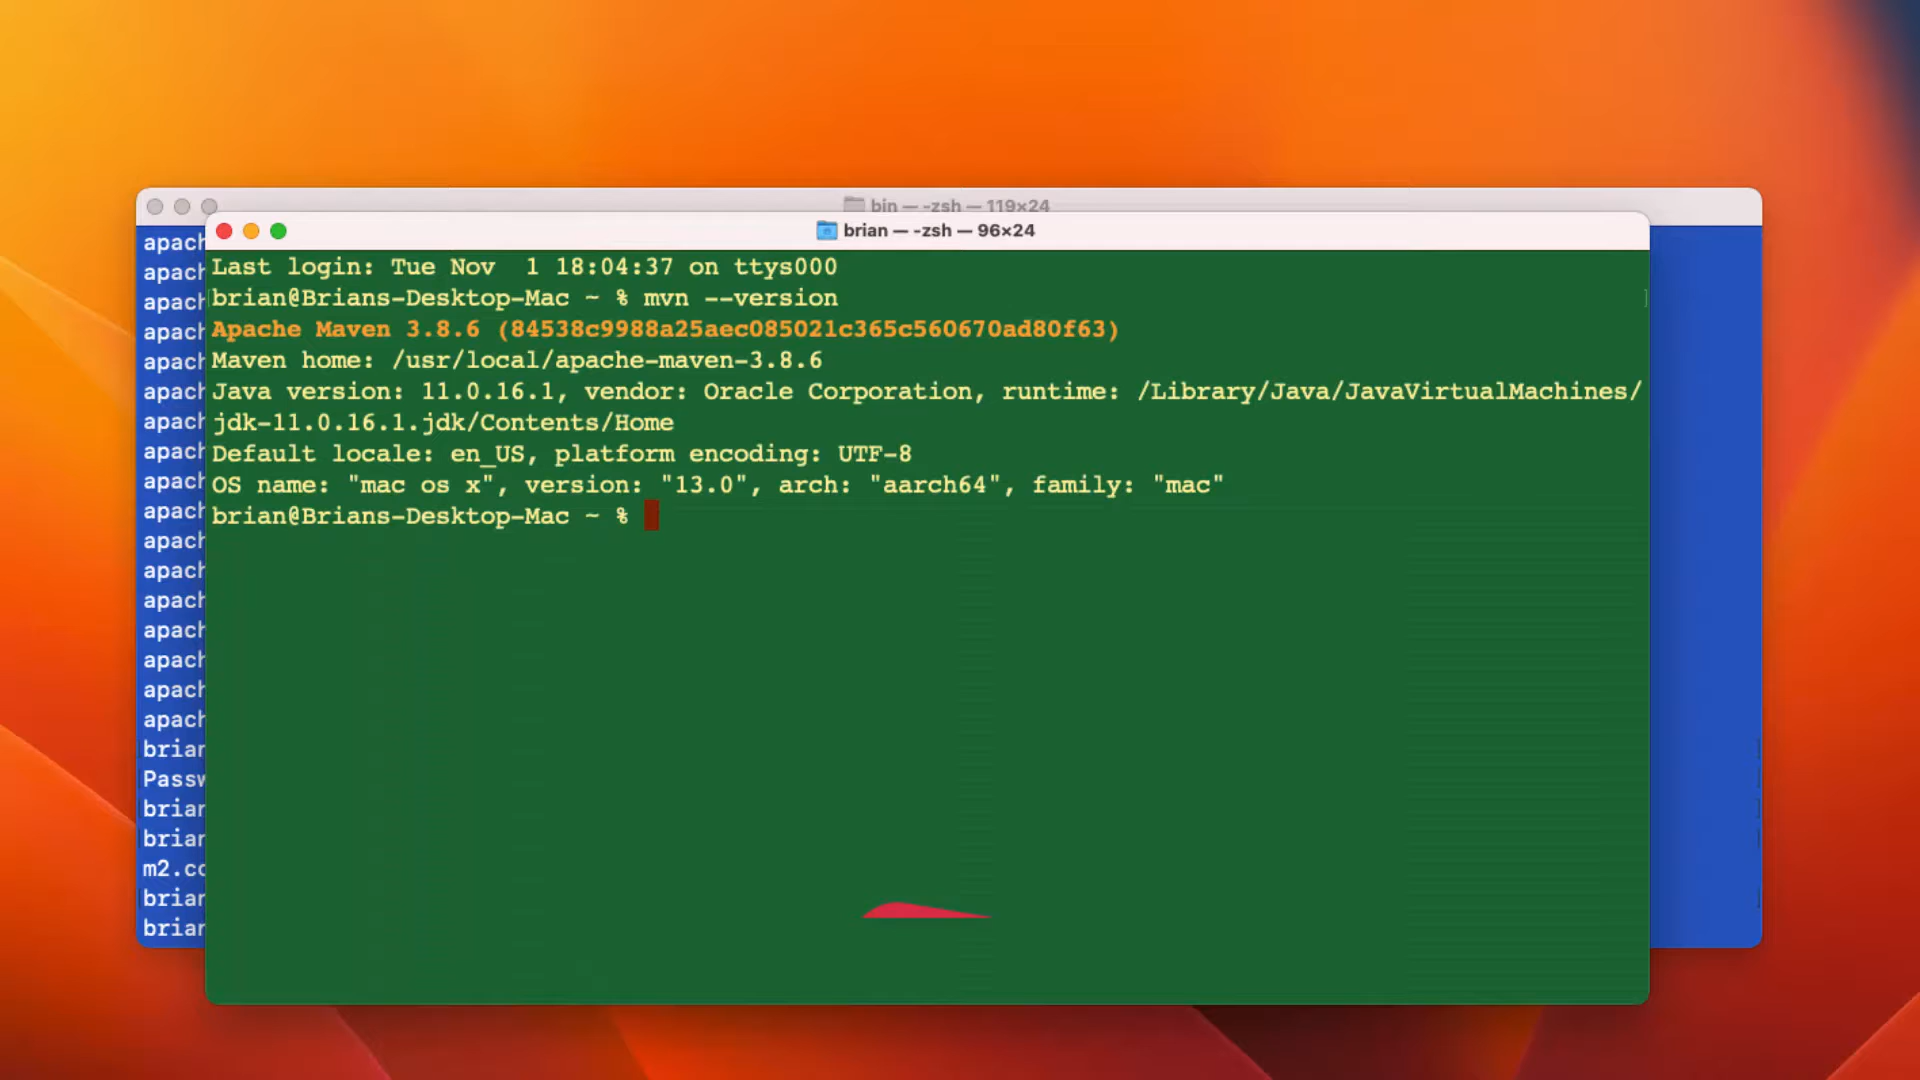 bin — -zsh — 119×24
brian — -zsh — 96×24
Last login: Tue Nov  1 18:04:37 on ttys000
brian@Brians-Desktop-Mac ~ % mvn --version
Apache Maven 3.8.6 (84538c9988a25aec085021c365c560670ad80f63)
Maven home: /usr/local/apache-maven-3.8.6
Java version: 11.0.16.1, vendor: Oracle Corporation, runtime: /Library/Java/JavaVirtualMachines/
jdk-11.0.16.1.jdk/Contents/Home
Default locale: en_US, platform encoding: UTF-8
OS name: "mac os x", version: "13.0", arch: "aarch64", family: "mac"
brian@Brians-Desktop-Mac ~ %